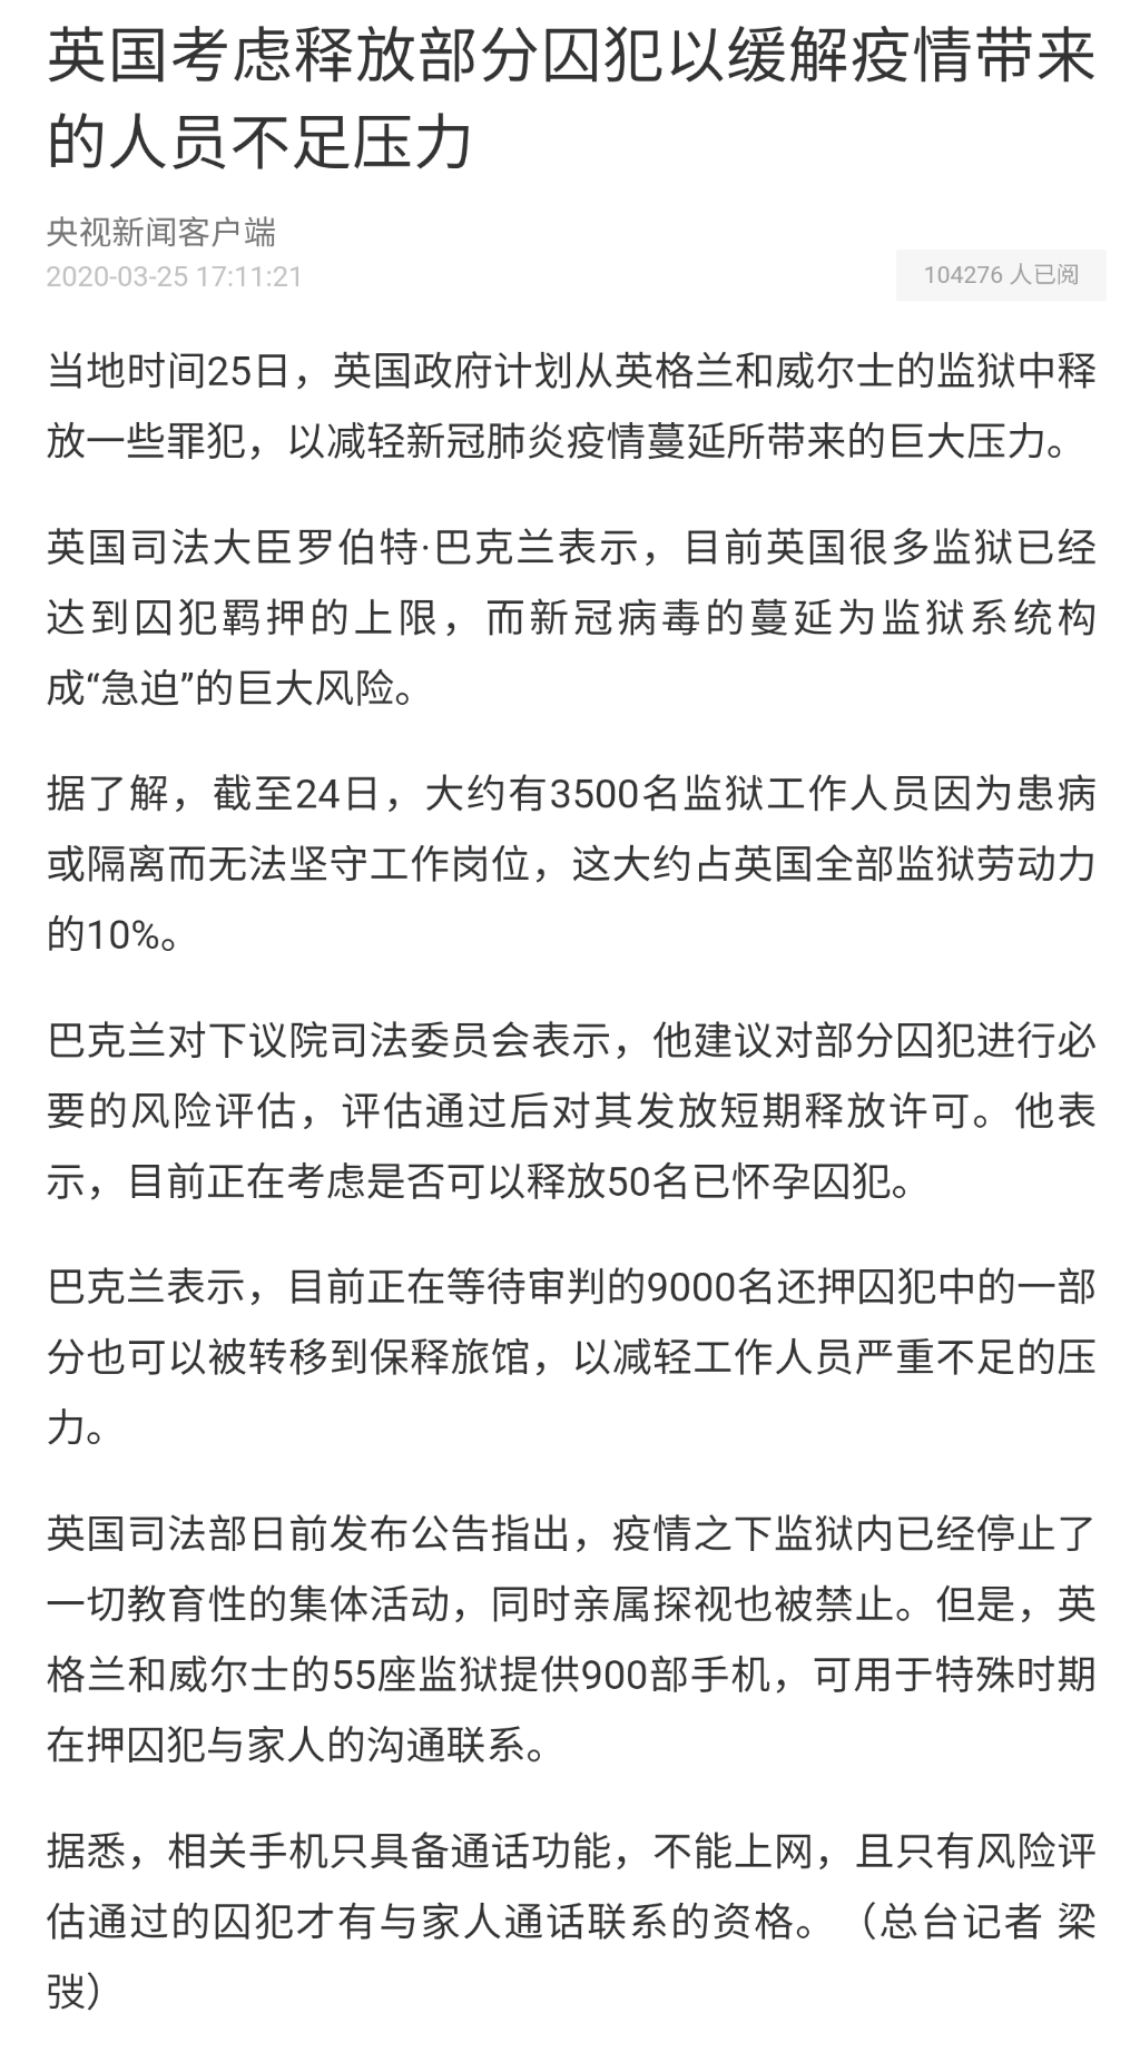 英国考虑释放部分囚犯以缓解疫情带来
的人员不足压力
央视新闻客户端
2020-03-25 17:11:21
104276 人已阅
当地时间25日，英国政府计划从英格兰和威尔士的监狱中释
放一些罪犯，以减轻新冠肺炎疫情蔓延所带来的巨大压力。
英国司法大臣罗伯特·巴克兰表示，目前英国很多监狱已经
达到囚犯羁押的上限，而新冠病毒的蔓延为监狱系统构
成“急迫”的巨大风险。
据了解，截至24日，大约有3500名监狱工作人员因为患病
或隔离而无法坚守工作岗位，这大约占英国全部监狱劳动力
的10%。
巴克兰对下议院司法委员会表示，他建议对部分囚犯进行必
要的风险评估，评估通过后对其发放短期释放许可。他表
示，目前正在考虑是否可以释放50名已怀孕囚犯。
巴克兰表示，目前正在等待审判的9000名还押囚犯中的一部
分也可以被转移到保释旅馆，以减轻工作人员严重不足的压
力。
英国司法部日前发布公告指出，疫情之下监狱内已经停止了
一切教育性的集体活动，同时亲属探视也被禁止。但是，英
格兰和威尔士的55座监狱提供900部手机，可用于特殊时期
在押囚犯与家人的沟通联系。
据悉，相关手机只具备通话功能，不能上网，且只有风险评
估通过的囚犯才有与家人通话联系的资格。（总台记者 梁
弢）